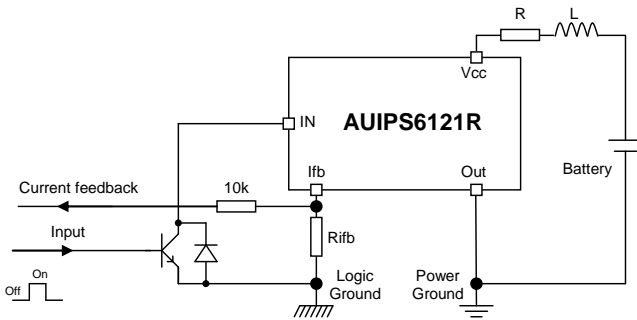 R
L
Vcc
IN
AUIPS6121R
Ifb
Out
Battery
Current feedback
10k
Input
Rifb
On
Off
Logic
Ground
Power
Ground